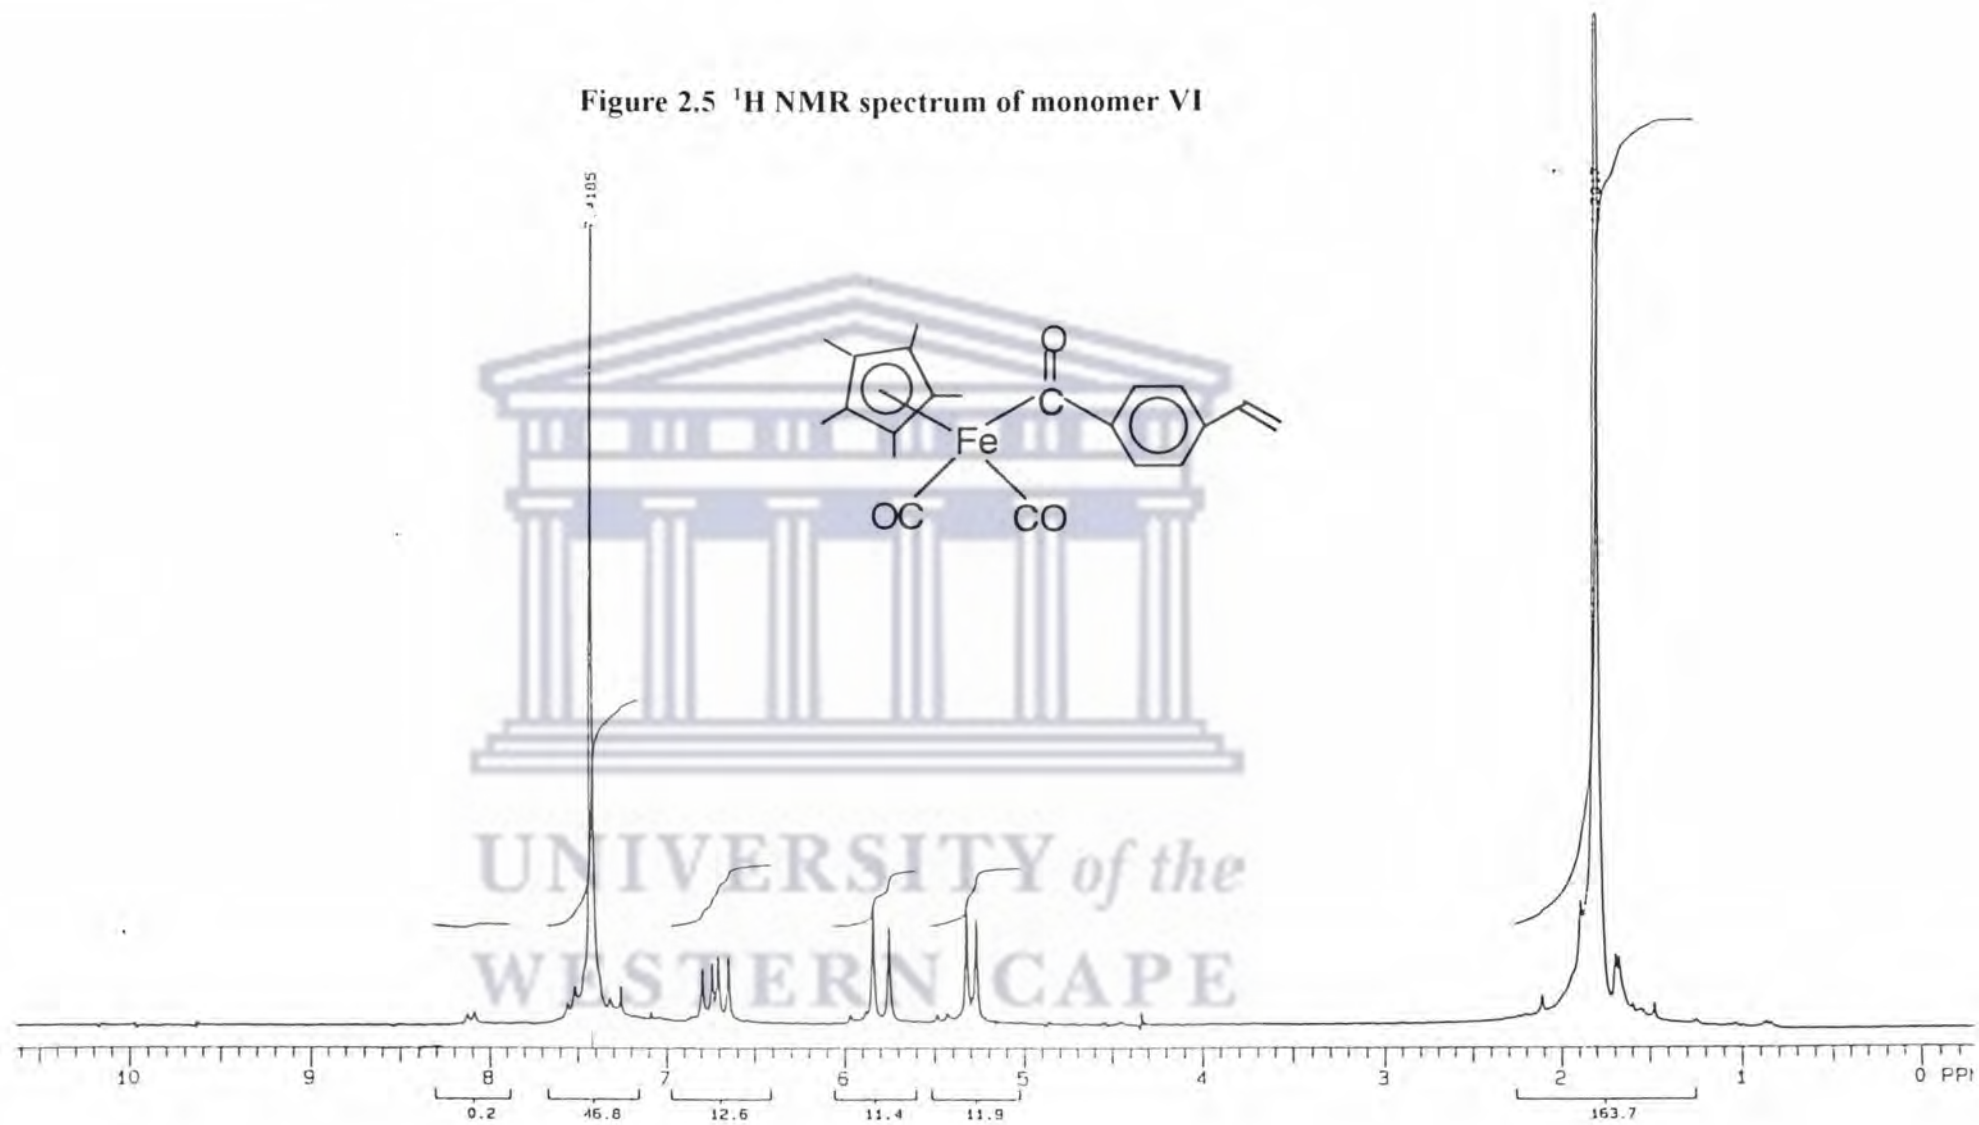 Figure 2.5 ¹H NMR spectrum of monomer VI
O
C
Fe
OC CO
UNIVERSITY of the
WESTERN CAPE
10 9 8 7 6 5 4 3 2 1 0
0.2 46.8 12.6 11.4 11.9 163.7